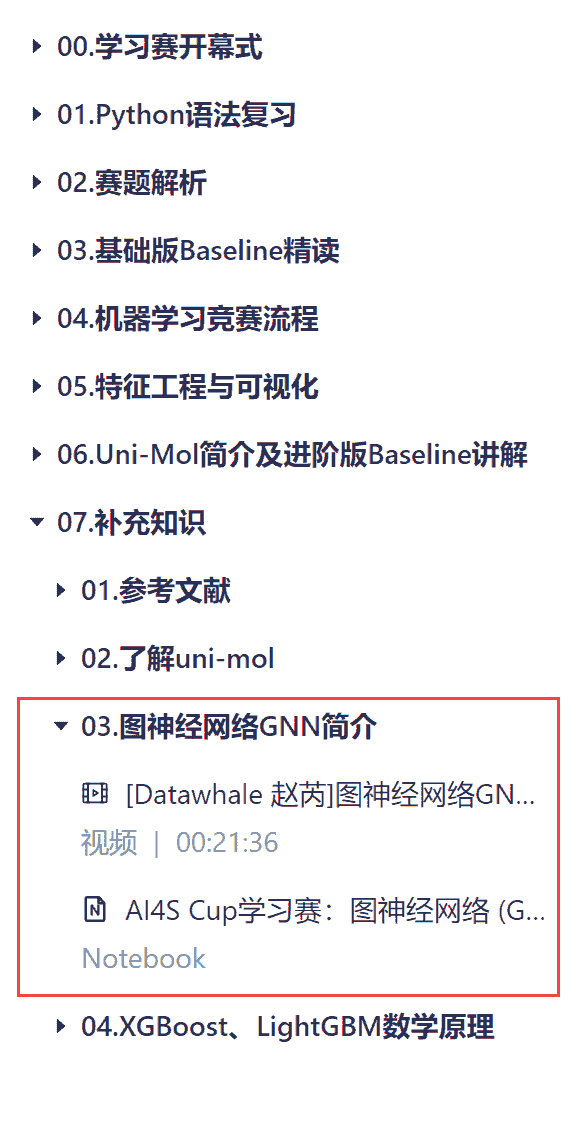 00.学习赛开幕式
01.Python语法复习
02.赛题解析
03.基础版Baseline精读
04.机器学习竞赛流程
05.特征工程与可视化
06.Uni-Mol简介及进阶版Baseline讲解
07.补充知识
01.参考文献
02.了解uni-mol
03.图神经网络GNN简介
[Datawhale 赵芮]图神经网络GN...
视频 | 00:21:36
N AI4S Cup学习赛：图神经网络 (G...
Notebook
04.XGBoost、LightGBM数学原理